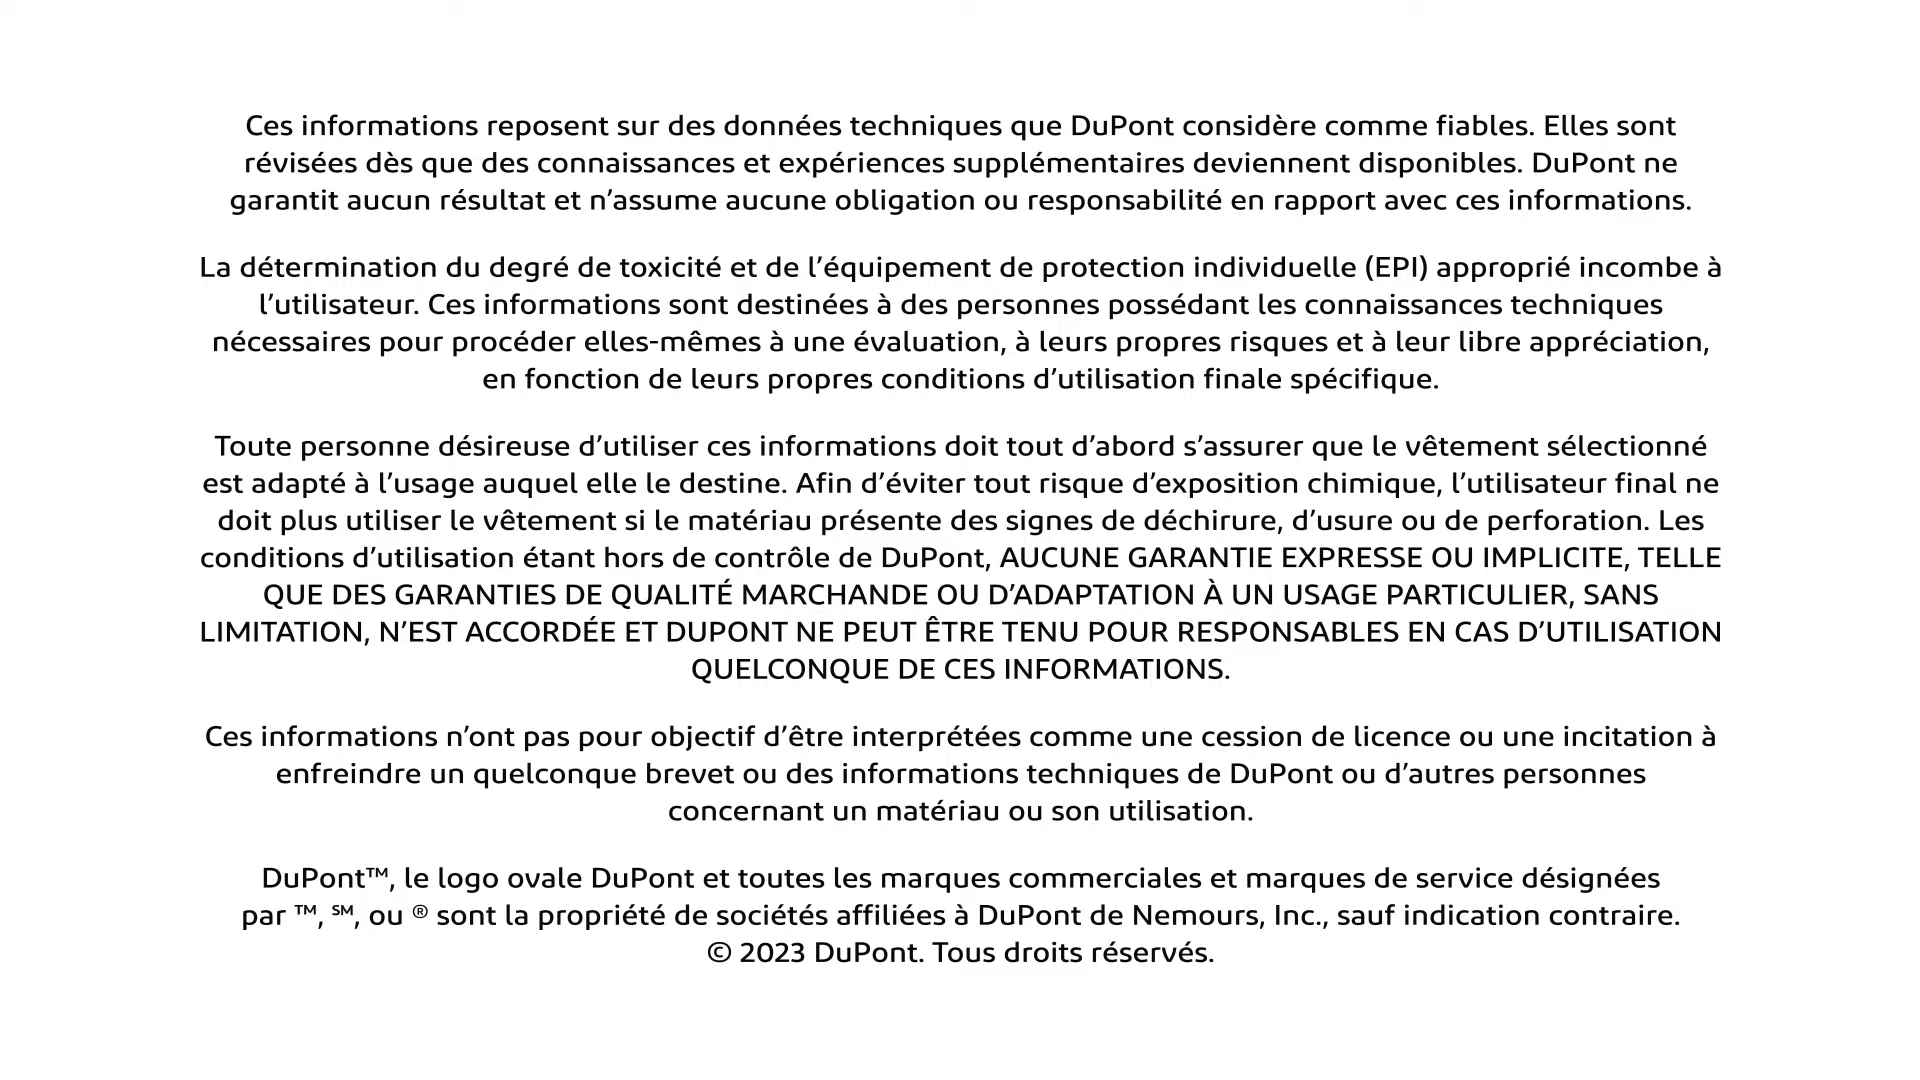 Ces informations reposent sur des données techniques que DuPont considère comme fiables. Elles sont
révisées dès que des connaissances et expériences supplémentaires deviennent disponibles. DuPont ne
garantit aucun résultat et n’assume aucune obligation ou responsabilité en rapport avec ces informations.
La détermination du degré de toxicité et de l’équipement de protection individuelle (EPI) approprié incombe à
l’utilisateur. Ces informations sont destinées à des personnes possédant les connaissances techniques
nécessaires pour procéder elles-mêmes à une évaluation, à leurs propres risques et à leur libre appréciation,
en fonction de leurs propres conditions d’utilisation finale spécifique.
Toute personne désireuse d’utiliser ces informations doit tout d’abord s’assurer que le vêtement sélectionné
est adapté à l’usage auquel elle le destine. Afin d’éviter tout risque d’exposition chimique, l’utilisateur final ne
doit plus utiliser le vêtement si le matériau présente des signes de déchirure, d’usure ou de perforation. Les
conditions d’utilisation étant hors de contrôle de DuPont, AUCUNE GARANTIE EXPRESSE OU IMPLICITE, TELLE
QUE DES GARANTIES DE QUALITÉ MARCHANDE OU D’ADAPTATION À UN USAGE PARTICULIER, SANS
LIMITATION, N’EST ACCORDÉE ET DUPONT NE PEUT ÊTRE TENU POUR RESPONSABLES EN CAS D’UTILISATION
QUELCONQUE DE CES INFORMATIONS.
Ces informations n’ont pas pour objectif d’être interprétées comme une cession de licence ou une incitation à
enfreindre un quelconque brevet ou des informations techniques de DuPont ou d’autres personnes
concernant un matériau ou son utilisation.
DuPont™, le logo ovale DuPont et toutes les marques commerciales et marques de service désignées
par ™, ℠, ou ® sont la propriété de sociétés affiliées à DuPont de Nemours, Inc., sauf indication contraire.
© 2023 DuPont. Tous droits réservés.